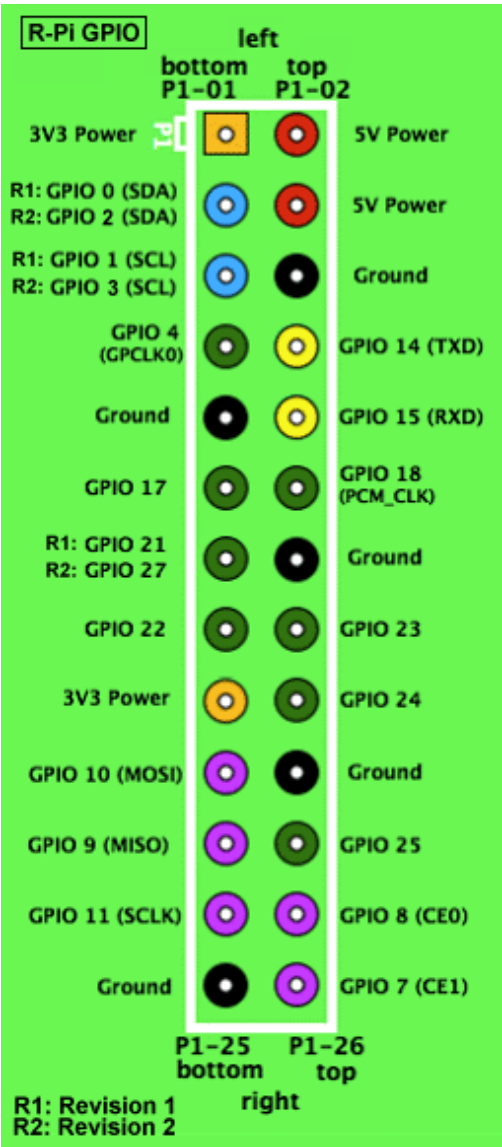 R-Pi GPIO
left
bottom top
P1-01 P1-02
3V3 Power P1 5V Power
R1: GPIO 0 (SDA)
R2: GPIO 2 (SDA) 5V Power
R1: GPIO 1 (SCL)
R2: GPIO 3 (SCL) Ground
GPIO 4
(GPCLK0) GPIO 14 (TXD)
Ground GPIO 15 (RXD)
GPIO 17 GPIO 18
(PCM_CLK)
R1: GPIO 21
R2: GPIO 27 Ground
GPIO 22 GPIO 23
3V3 Power GPIO 24
GPIO 10 (MOSI) Ground
GPIO 9 (MISO) GPIO 25
GPIO 11 (SCLK) GPIO 8 (CE0)
Ground GPIO 7 (CE1)
P1-25 P1-26
bottom top
right
R1: Revision 1
R2: Revision 2